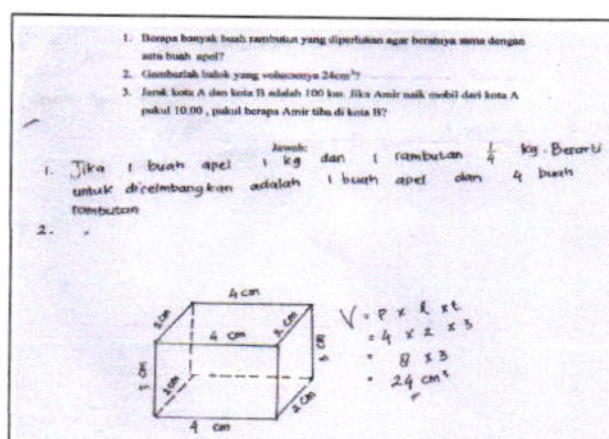 1. Berapa banyak buah rambutan yang diperlukan agar beratnya sama dengan
satu buah apel?
2. Gambarlah balok yang volumenya 24cm³?
3. Jarak kota A dan kota B adalah 100 km. Jika Amir naik mobil dari kota A
pukul 10.00 , pukul berapa Amir tiba di kota B?
Jawab:
1. Jika 1 buah apel 1 kg dan 1 rambutan 1/4 kg. Berarti
untuk diseimbangkan adalah 1 buah apel dan 4 buah
rambutan
2.
4 cm
2 cm
4 cm
2 cm
3 cm
3 cm
2 cm
2 cm
4 cm
V = P x l x t
= 4 x 2 x 3
= 8 x 3
= 24 cm³